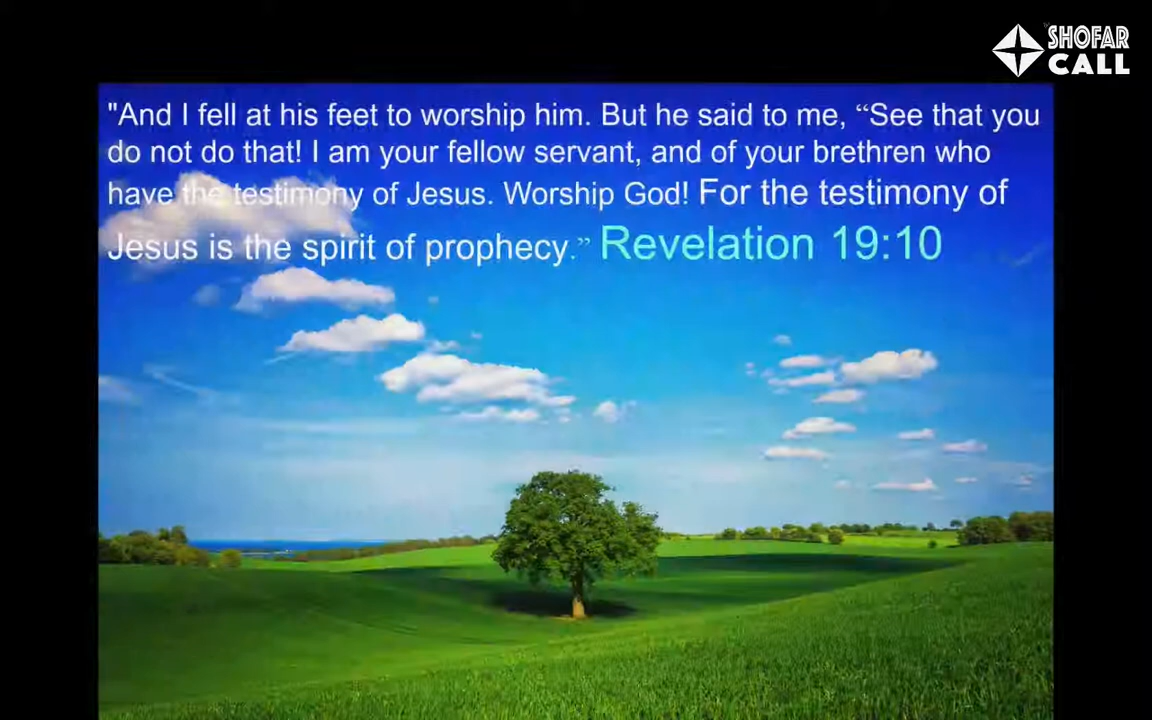 SHOFAR
CALL
"And I fell at his feet to worship him. But he said to me, “See that you
do not do that! I am your fellow servant, and of your brethren who
have the testimony of Jesus. Worship God! For the testimony of
Jesus is the spirit of prophecy.” Revelation 19:10